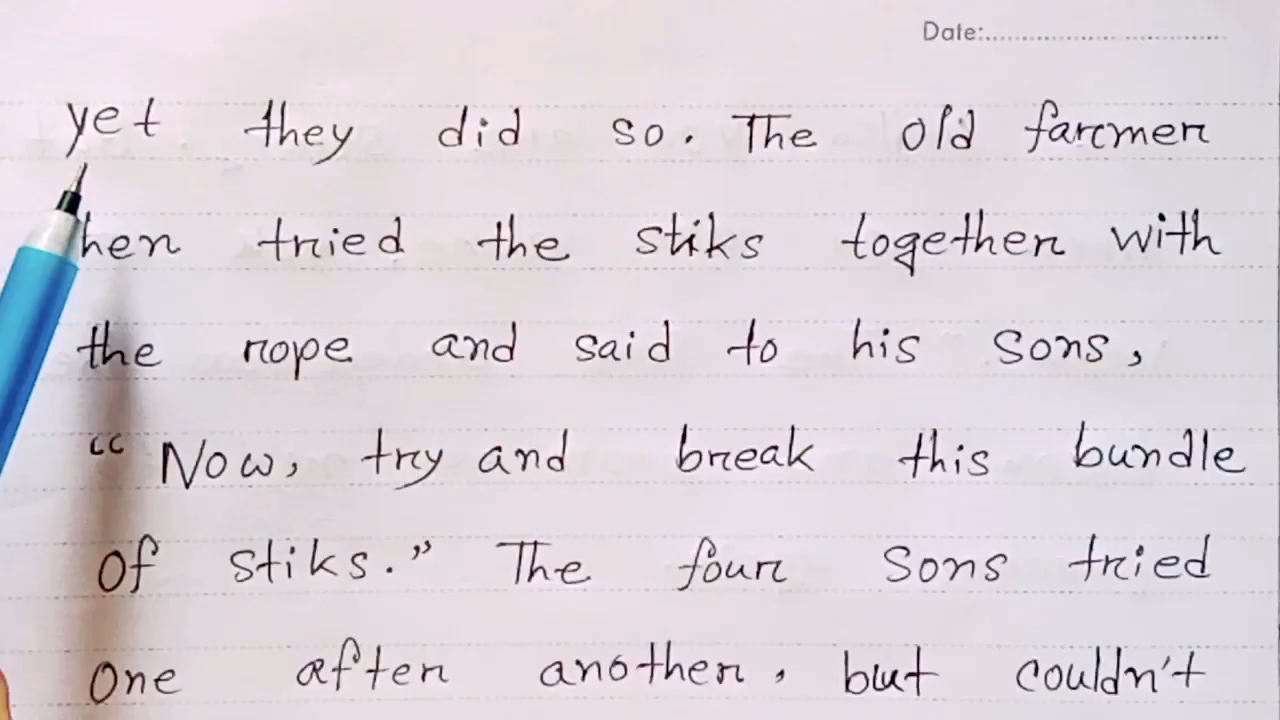 Date:
yet they did so. The old farmer
then tried the stiks together with
the rope and said to his sons,
“Now, try and break this bundle
of stiks.” The four sons tried
one after another, but couldn't